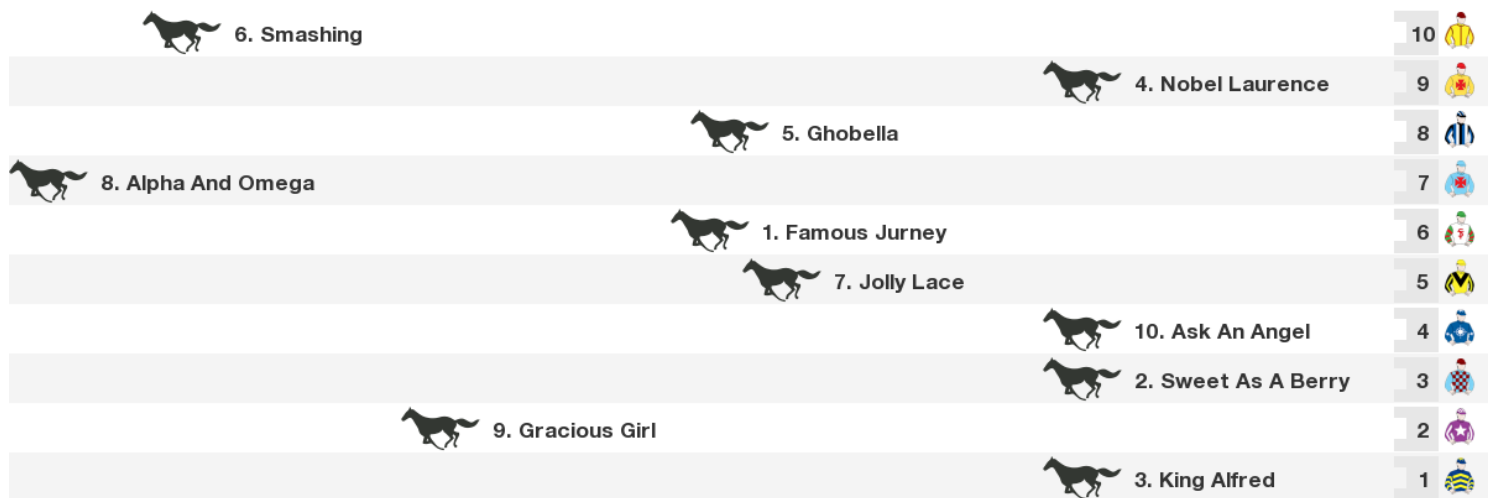 6. Smashing 10
4. Nobel Laurence 9
5. Ghobella 8
8. Alpha And Omega 7
1. Famous Jurney 6
7. Jolly Lace 5
10. Ask An Angel 4
2. Sweet As A Berry 3
9. Gracious Girl 2
3. King Alfred 1